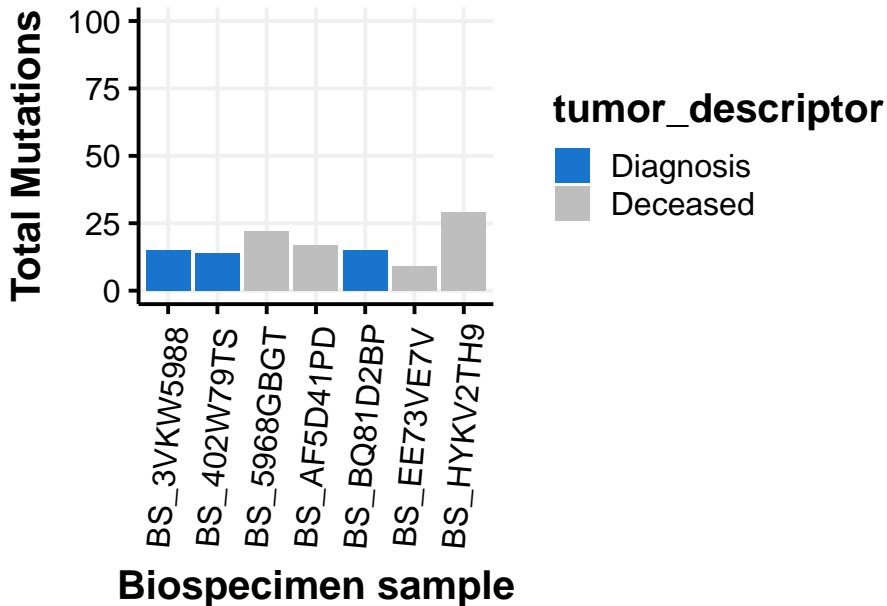 Total Mutations
100
75
50
25
0
BS_3VKW5988
BS_402W79TS
BS_5968GBGT
BS_AF5D41PD
BS_BQ81D2BP
BS_EE73VE7V
BS_HYKV2TH9
Biospecimen sample
tumor_descriptor
Diagnosis
Deceased